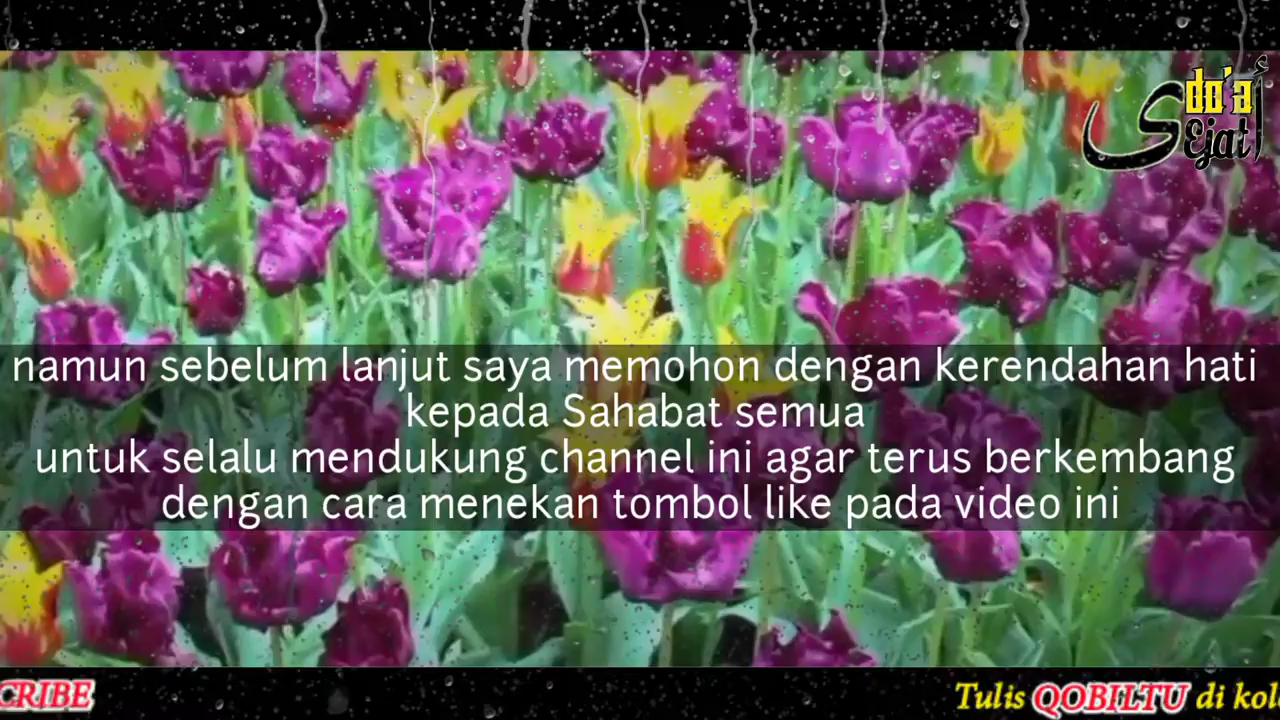 do'a
Sejati
namun sebelum lanjut saya memohon dengan kerendahan hati
kepada Sahabat semua
untuk selalu mendukung channel ini agar terus berkembang
dengan cara menekan tombol like pada video ini
CRIBE
Tulis QOBILTU di kol